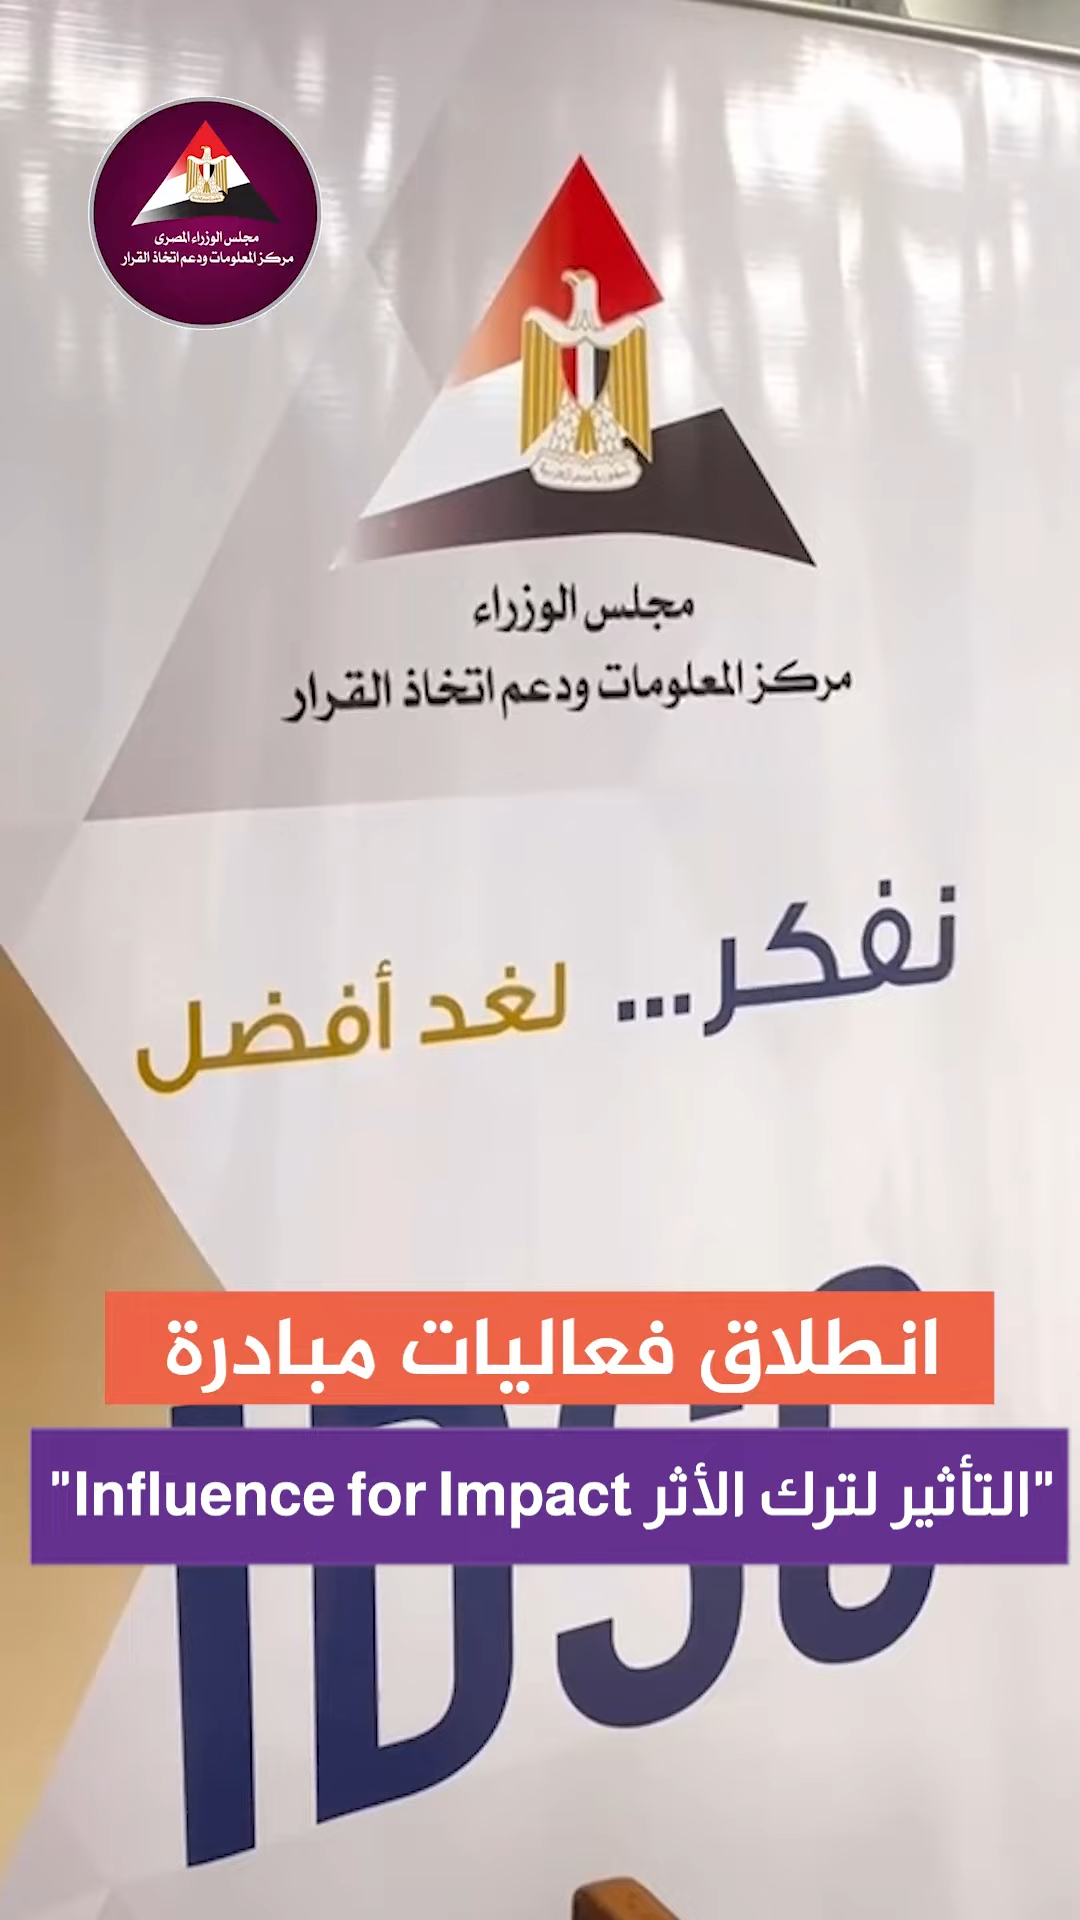 مجلس الوزراء المصرى
مركز المعلومات ودعم اتخاذ القرار
مجلس الوزراء
مركز المعلومات ودعم اتخاذ القرار
نفكر... لغد أفضل
انطلاق فعاليات مبادرة
"التأثير لترك الأثر Influence for Impact"
IDSC